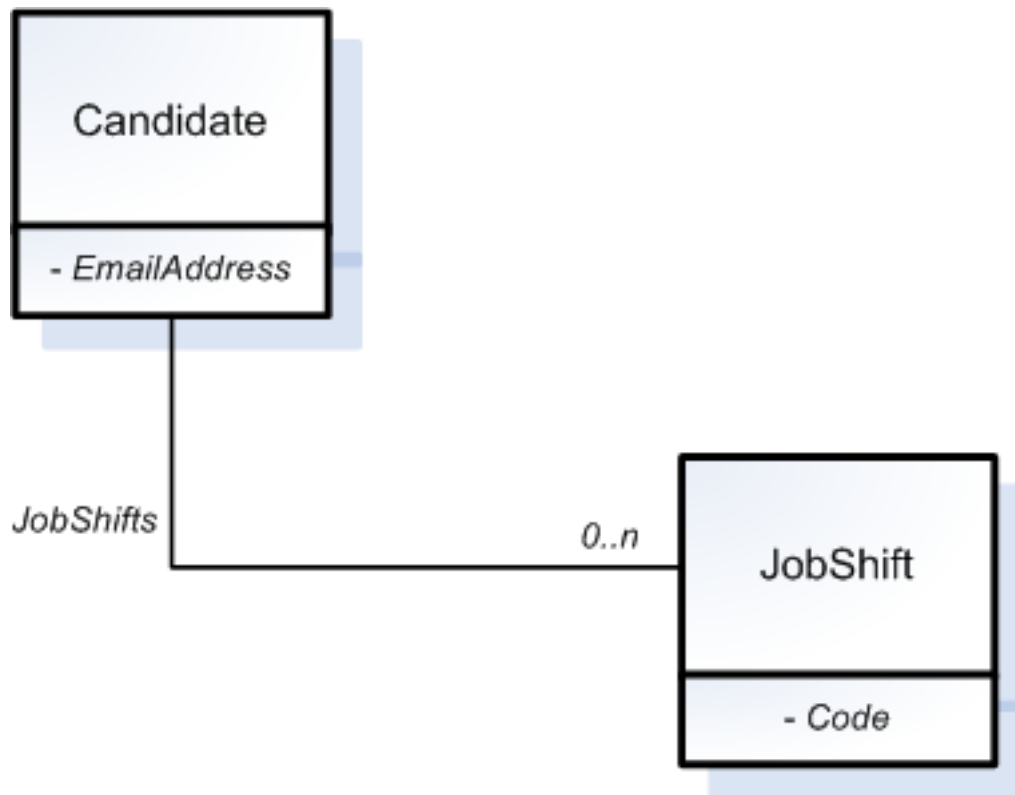 Candidate
- EmailAddress
JobShifts
0..n
JobShift
- Code